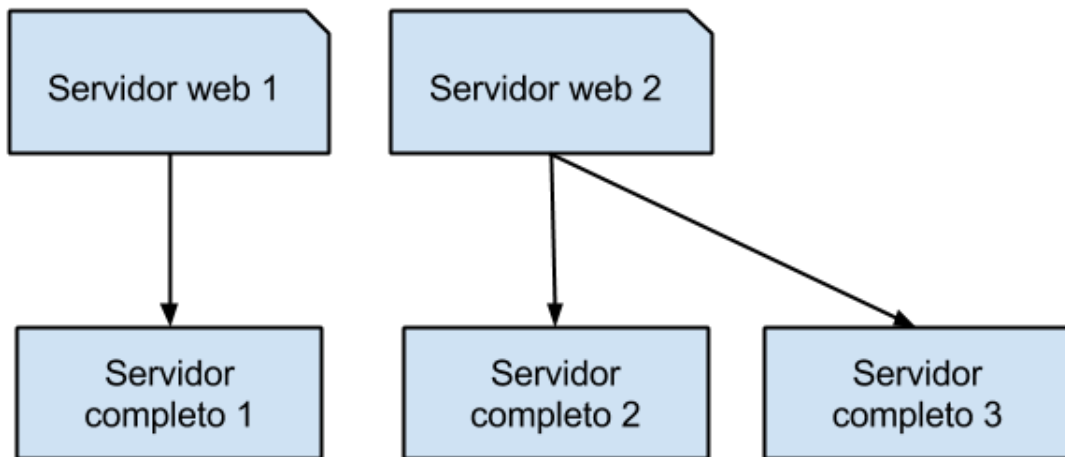 Servidor web 1
Servidor web 2
Servidor
completo 1
Servidor
completo 2
Servidor
completo 3